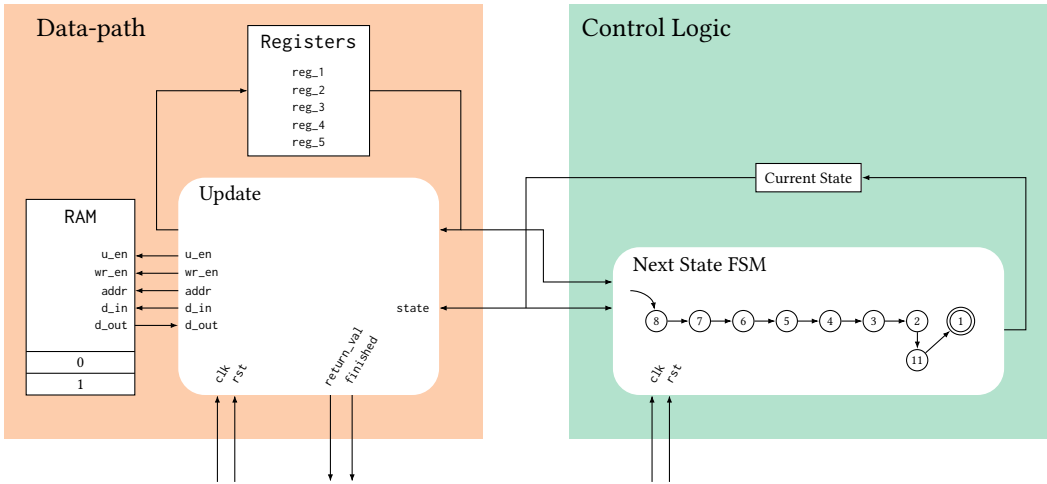 Data-path
Registers
reg_1
reg_2
reg_3
reg_4
reg_5
Update
RAM
u_en
wr_en
addr
d_in
d_out
0
1
u_en
wr_en
addr
d_in
d_out
state
clk
rst
return_val
finished
Control Logic
Current State
Next State FSM
8 7 6 5 4 3 2 1
11
clk
rst